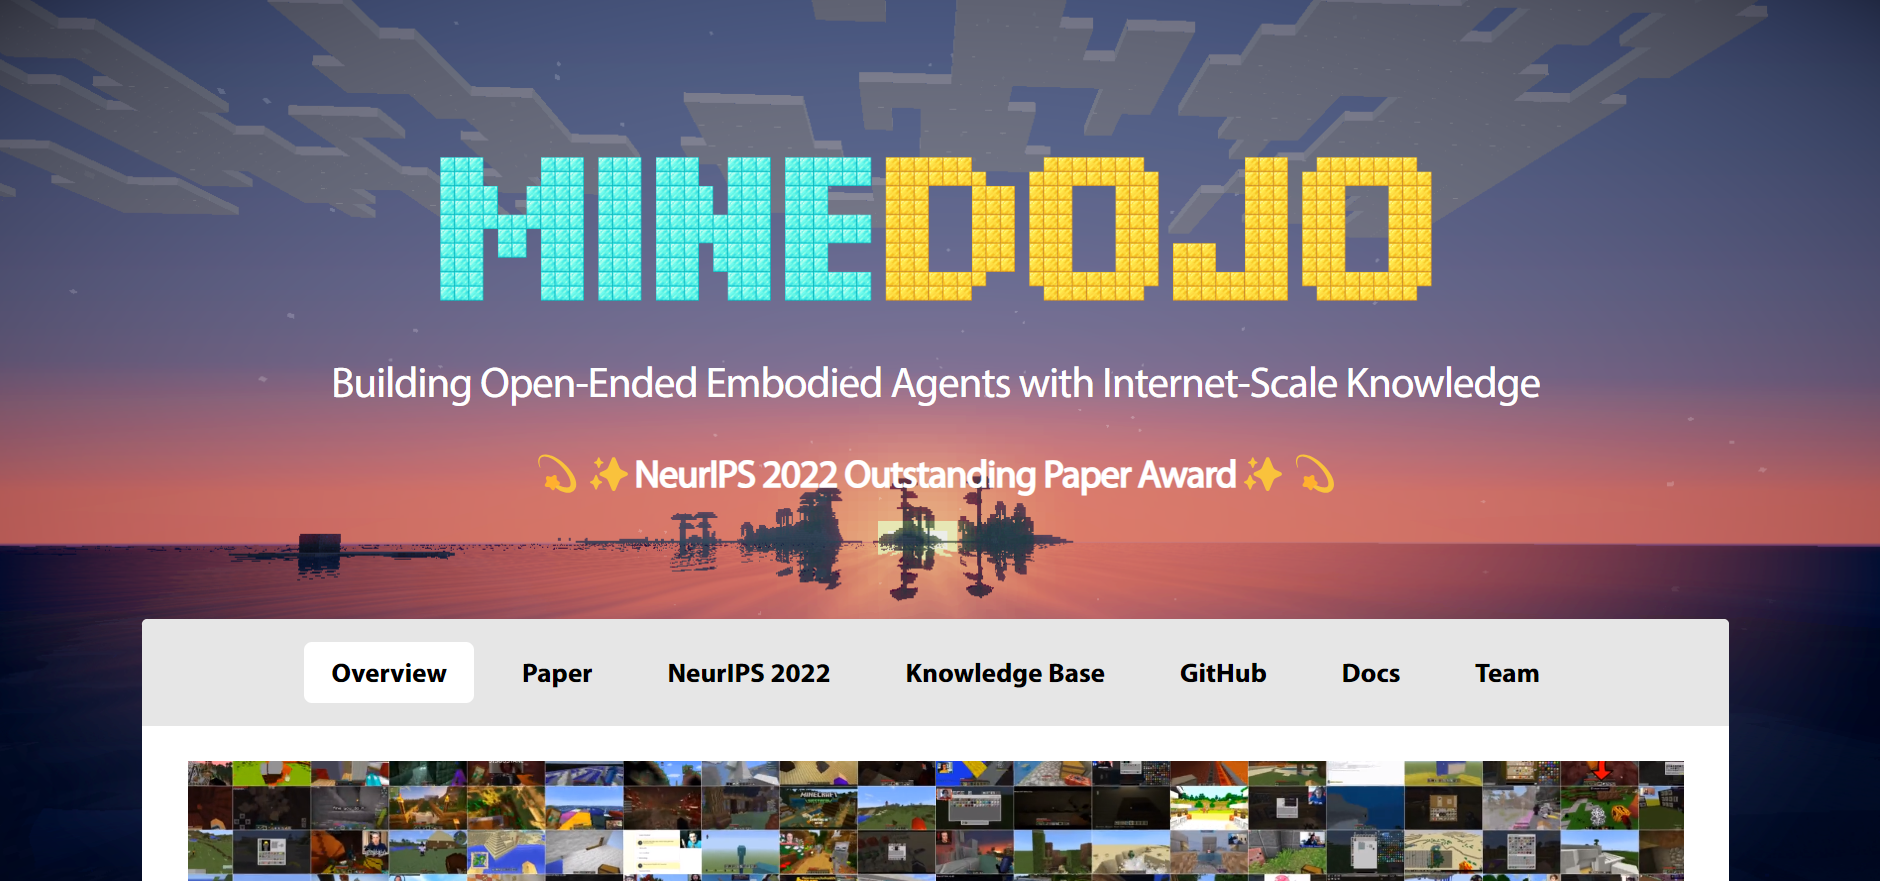 MINEDOJO
Building Open-Ended Embodied Agents with Internet-Scale Knowledge
💫 ✨ NeurIPS 2022 Outstanding Paper Award ✨ 💫
Overview Paper NeurIPS 2022 Knowledge Base GitHub Docs Team